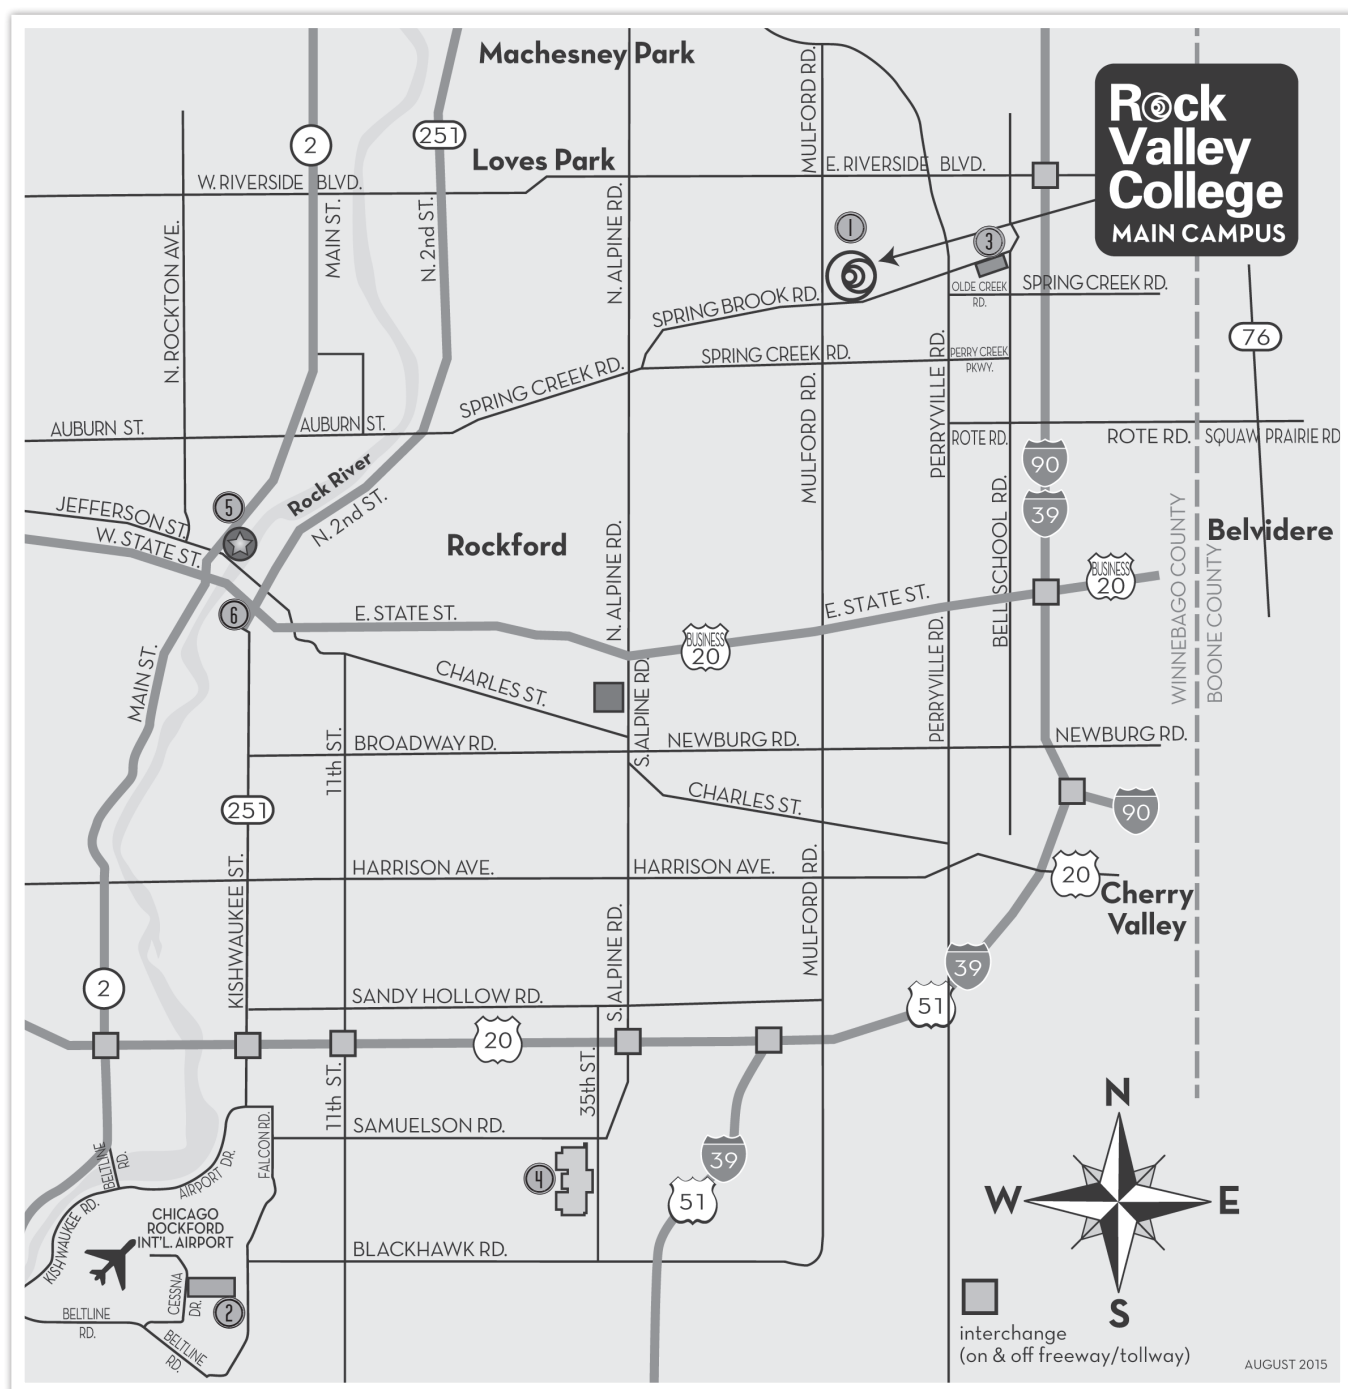 Machesney Park
Rock
Valley
College
MAIN CAMPUS
2
251
Loves Park
MULFORD RD.
E. RIVERSIDE BLVD.
W. RIVERSIDE BLVD.
N. ROCKTON AVE.
MAIN ST.
N. 2nd ST.
N. ALPINE RD.
1
3
SPRING BROOK RD.
OLDE CREEK
RD.
SPRING CREEK RD.
76
SPRING CREEK RD.
PERRY CREEK
PKWY.
SPRING CREEK RD.
MULFORD RD.
PERRYVILLE RD.
AUBURN ST.
AUBURN ST.
ROTE RD.
ROTE RD.
SQUAW PRAIRIE RD
90
39
Rock River
N. 2nd ST.
5
JEFFERSON ST.
W. STATE ST.
Rockford
N. ALPINE RD.
BELL SCHOOL RD.
WINNEBAGO COUNTY
BOONE COUNTY
Belvidere
BUSINESS
20
6
E. STATE ST.
E. STATE ST.
BUSINESS
20
MAIN ST.
CHARLES ST.
S. ALPINE RD.
PERRYVILLE RD.
11th ST.
BROADWAY RD.
NEWBURG RD.
NEWBURG RD.
251
CHARLES ST.
90
KISHWAUKEE ST.
HARRISON AVE.
HARRISON AVE.
MULFORD RD.
20
Cherry
Valley
39
2
SANDY HOLLOW RD.
S. ALPINE RD.
51
20
11th ST.
35th ST.
SAMUELSON RD.
BELTLINE
RD.
AIRPORT DR.
FALCON RD.
4
39
51
KISHWAUKEE RD.
CHICAGO
ROCKFORD
INT'L. AIRPORT
BLACKHAWK RD.
CESSNA
DR.
2
BELTLINE
RD.
BELTLINE
RD.
N
W
E
S
interchange
(on & off freeway/tollway)
AUGUST 2015